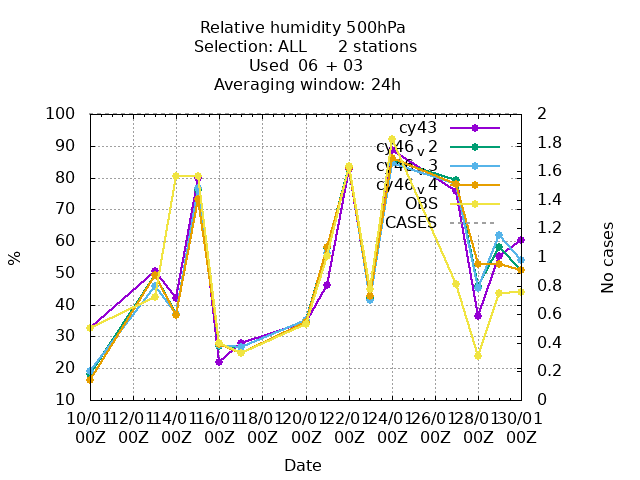 Relative humidity 500hPa
Selection: ALL 2 stations
Used 06 + 03
Averaging window: 24h
100
90
80
70
60
50
40
30
20
10
%
2
1.8
1.6
1.4
1.2
1
0.8
0.6
0.4
0.2
0
No cases
cy43
cy46_v2
cy46_v3
cy46_v4
OBS
CASES
10/01 12/01 14/01 16/01 18/01 20/01 22/01 24/01 26/01 28/01 30/01
00Z 00Z 00Z 00Z 00Z 00Z 00Z 00Z 00Z 00Z 00Z
Date